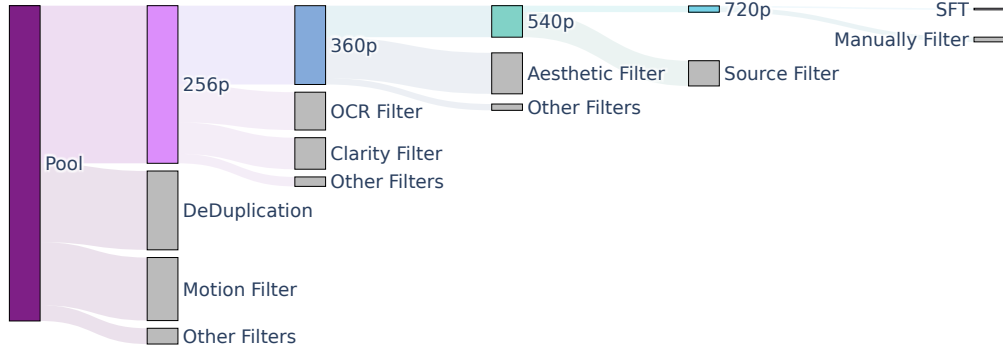 Pool
256p
DeDuplication
Motion Filter
Other Filters
360p
OCR Filter
Clarity Filter
Other Filters
540p
Aesthetic Filter
Other Filters
720p
Source Filter
SFT
Manually Filter